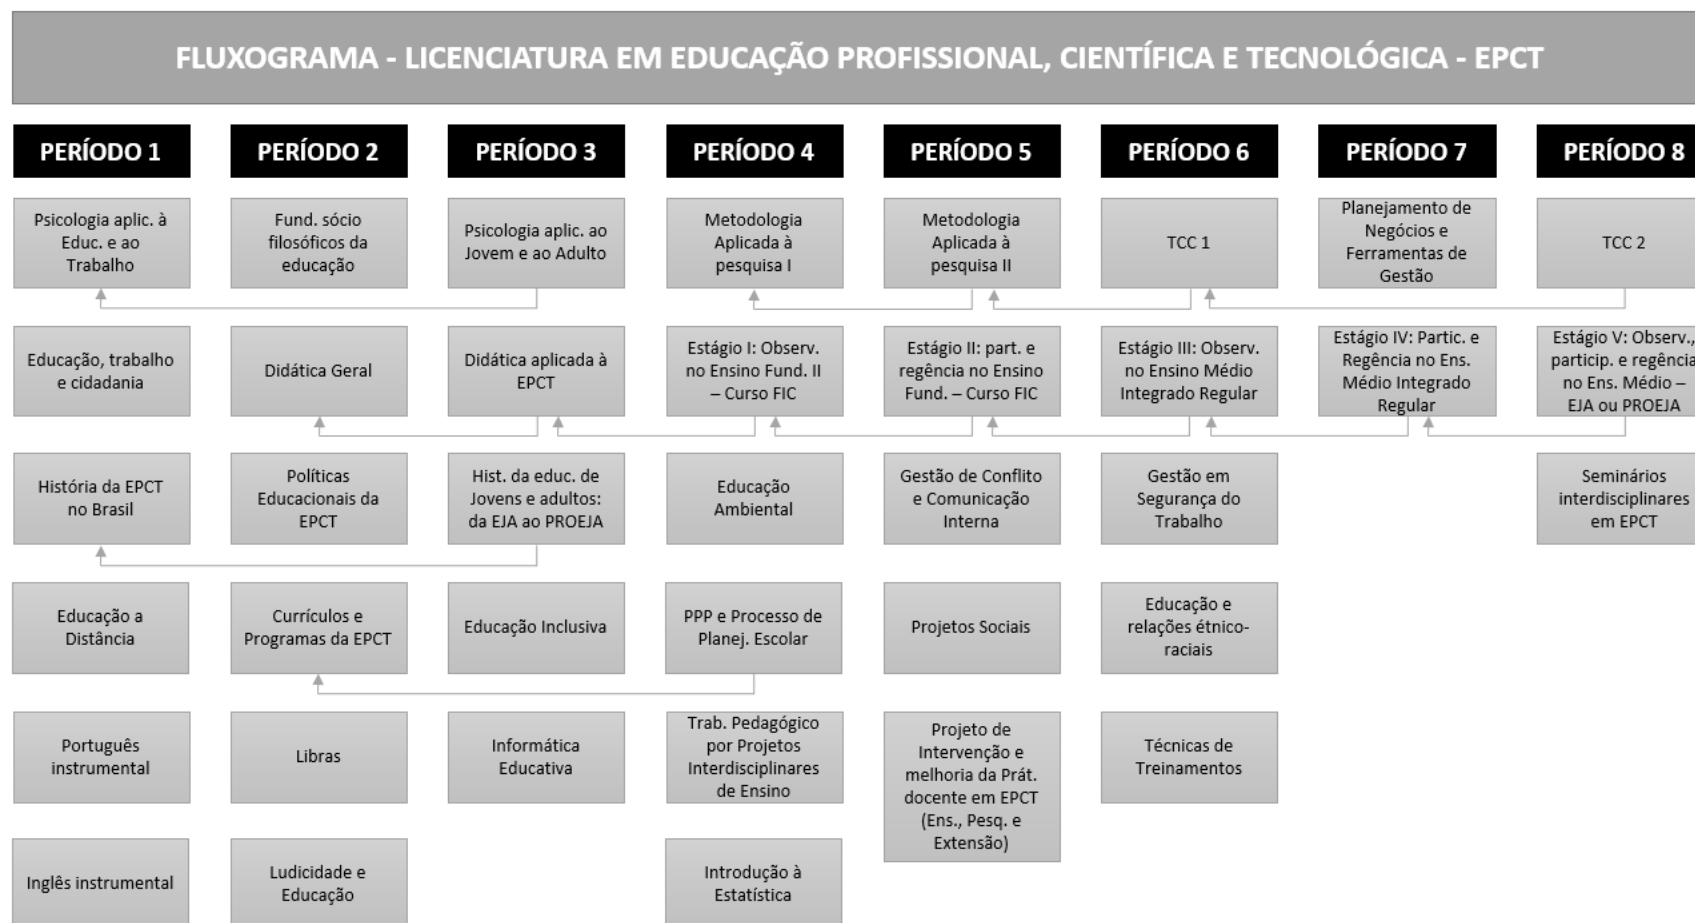 FLUXOGRAMA - LICENCIATURA EM EDUCAÇÃO PROFISSIONAL, CIENTÍFICA E TECNOLÓGICA - EPCT
PERÍODO 1
Psicologia aplic. à
Educ. e ao
Trabalho
Educação, trabalho
e cidadania
História da EPCT
no Brasil
Educação a
Distância
Português
instrumental
Inglês instrumental
PERÍODO 2
Fund. sócio
filosóficos da
educação
Didática Geral
Políticas
Educacionais da
EPCT
Currículos e
Programas da EPCT
Libras
Ludicidade e
Educação
PERÍODO 3
Psicologia aplic. ao
Jovem e ao Adulto
Didática aplicada à
EPCT
Hist. da educ. de
Jovens e adultos:
da EJA ao PROEJA
Educação Inclusiva
Informática
Educativa
PERÍODO 4
Metodologia
Aplicada à
pesquisa I
Estágio I: Observ.
no Ensino Fund. II
– Curso FIC
Educação
Ambiental
PPP e Processo de
Planej. Escolar
Trab. Pedagógico
por Projetos
Interdisciplinares
de Ensino
Introdução à
Estatística
PERÍODO 5
Metodologia
Aplicada à
pesquisa II
Estágio II: part. e
regência no Ensino
Fund. – Curso FIC
Gestão de Conflito
e Comunicação
Interna
Projetos Sociais
Projeto de
Intervenção e
melhoria da Prát.
docente em EPCT
(Ens., Pesq. e
Extensão)
PERÍODO 6
TCC 1
Estágio III: Observ.
no Ensino Médio
Integrado Regular
Gestão em
Segurança do
Trabalho
Educação e
relações étnico-
raciais
Técnicas de
Treinamentos
PERÍODO 7
Planejamento de
Negócios e
Ferramentas de
Gestão
Estágio IV: Partic. e
Regência no Ens.
Médio Integrado
Regular
PERÍODO 8
TCC 2
Estágio V: Observ.,
particip. e regência
no Ens. Médio –
EJA ou PROEJA
Seminários
interdisciplinares
em EPCT